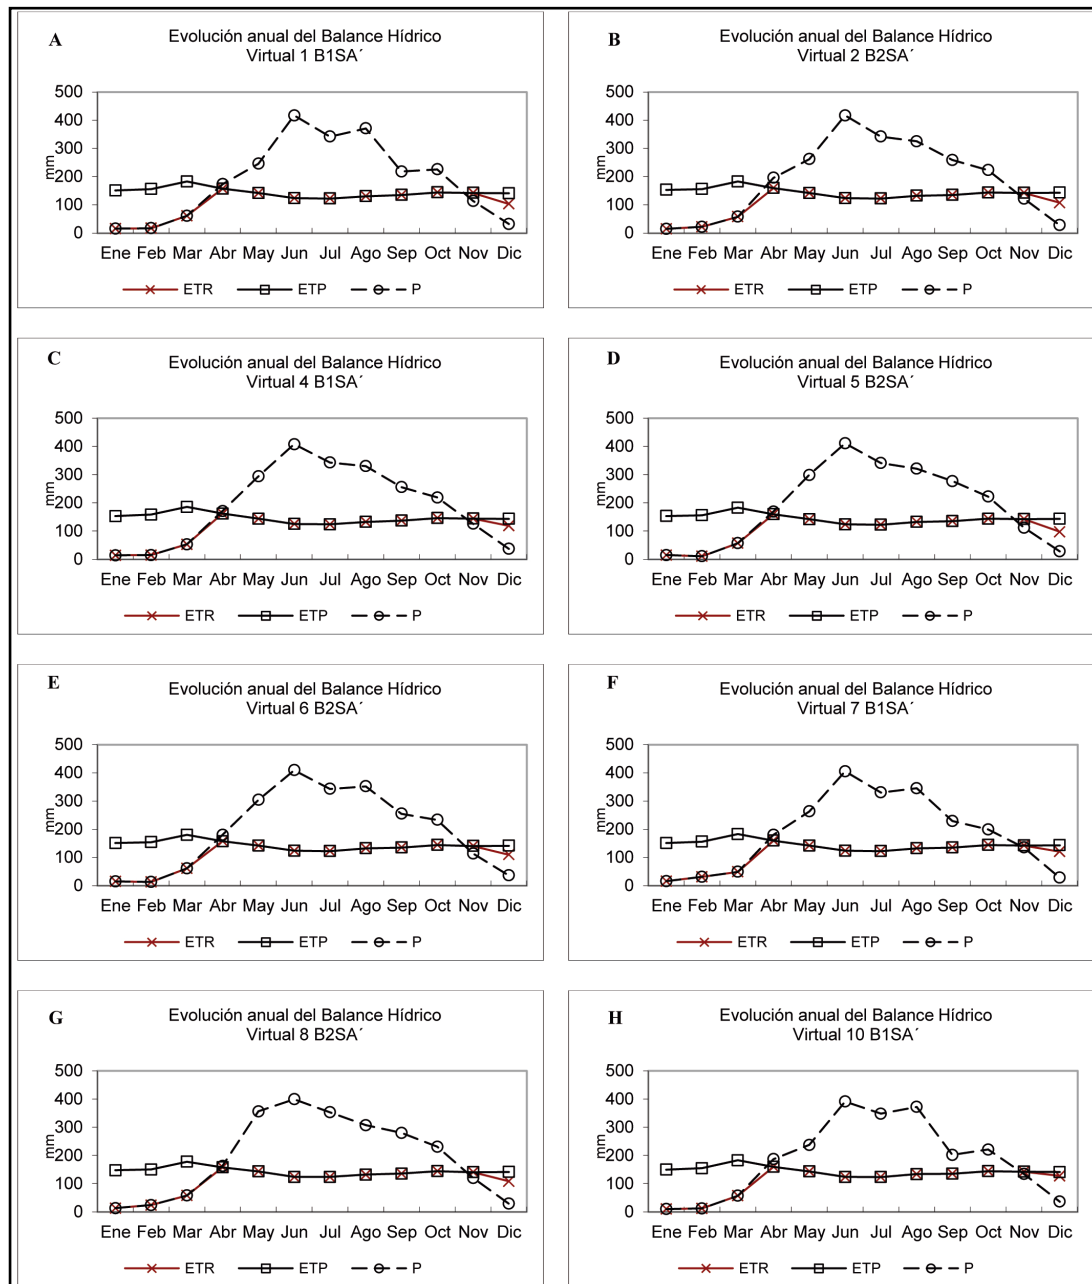 A
Evolución anual del Balance Hídrico
Virtual 1 B1SA´
500
400
300
200
100
0
mm
Ene Feb Mar Abr May Jun Jul Ago Sep Oct Nov Dic
ETR ETP P
B
Evolución anual del Balance Hídrico
Virtual 2 B2SA´
500
400
300
200
100
0
mm
Ene Feb Mar Abr May Jun Jul Ago Sep Oct Nov Dic
ETR ETP P
C
Evolución anual del Balance Hídrico
Virtual 4 B1SA´
500
400
300
200
100
0
mm
Ene Feb Mar Abr May Jun Jul Ago Sep Oct Nov Dic
ETR ETP P
D
Evolución anual del Balance Hídrico
Virtual 5 B2SA´
500
400
300
200
100
0
mm
Ene Feb Mar Abr May Jun Jul Ago Sep Oct Nov Dic
ETR ETP P
E
Evolución anual del Balance Hídrico
Virtual 6 B2SA´
500
400
300
200
100
0
mm
Ene Feb Mar Abr May Jun Jul Ago Sep Oct Nov Dic
ETR ETP P
F
Evolución anual del Balance Hídrico
Virtual 7 B1SA´
500
400
300
200
100
0
mm
Ene Feb Mar Abr May Jun Jul Ago Sep Oct Nov Dic
ETR ETP P
G
Evolución anual del Balance Hídrico
Virtual 8 B2SA´
500
400
300
200
100
0
mm
Ene Feb Mar Abr May Jun Jul Ago Sep Oct Nov Dic
ETR ETP P
H
Evolución anual del Balance Hídrico
Virtual 10 B1SA´
500
400
300
200
100
0
mm
Ene Feb Mar Abr May Jun Jul Ago Sep Oct Nov Dic
ETR ETP P